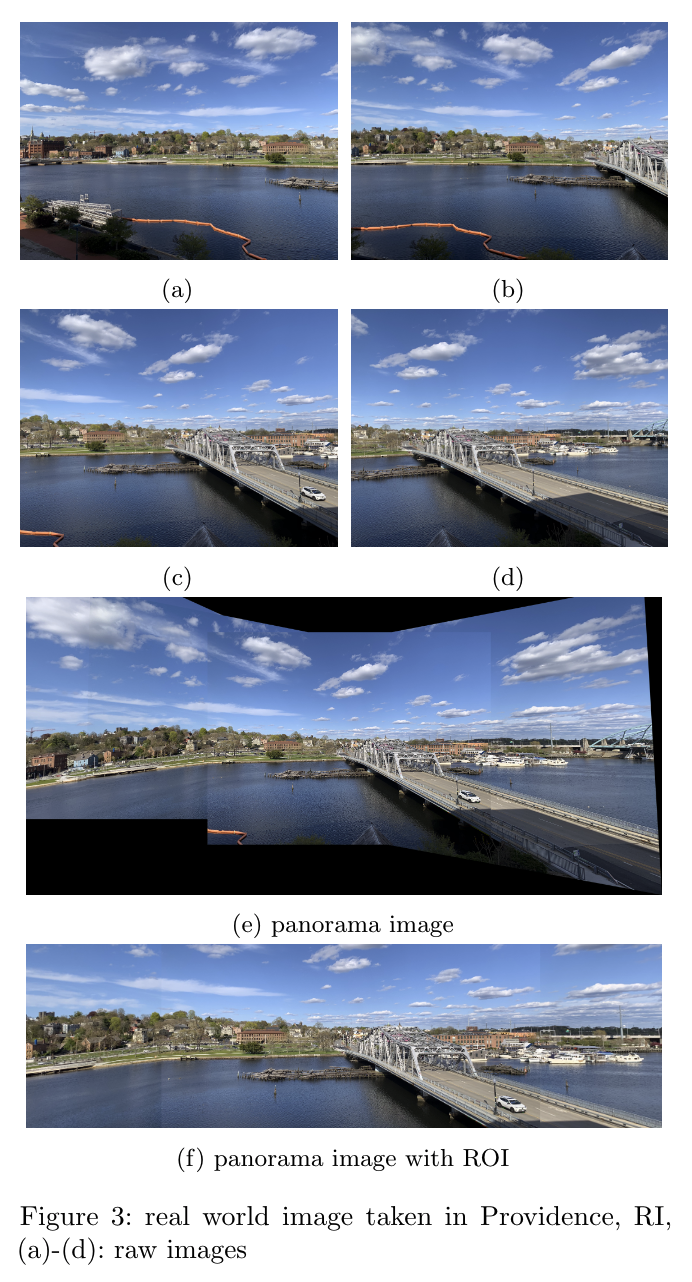 (a)
(b)
(c)
(d)
(e) panorama image
(f) panorama image with ROI
Figure 3: real world image taken in Providence, RI,
(a)-(d): raw images